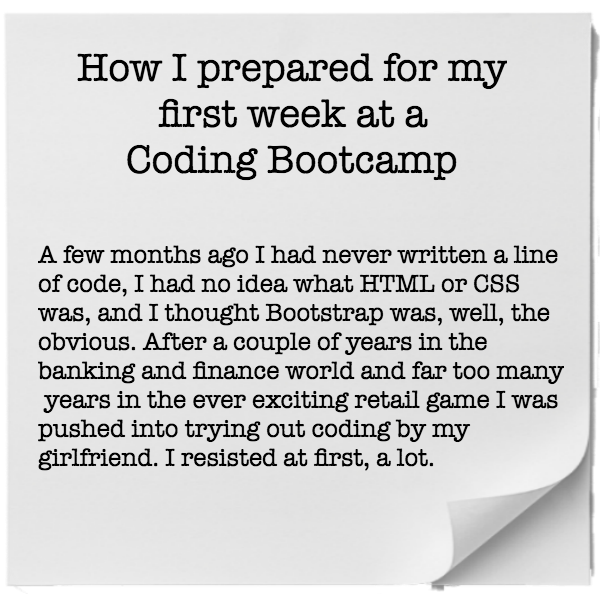 How I prepared for my
first week at a
Coding Bootcamp
A few months ago I had never written a line
of code, I had no idea what HTML or CSS
was, and I thought Bootstrap was, well, the
obvious. After a couple of years in the
banking and finance world and far too many
years in the ever exciting retail game I was
pushed into trying out coding by my
girlfriend. I resisted at first, a lot.